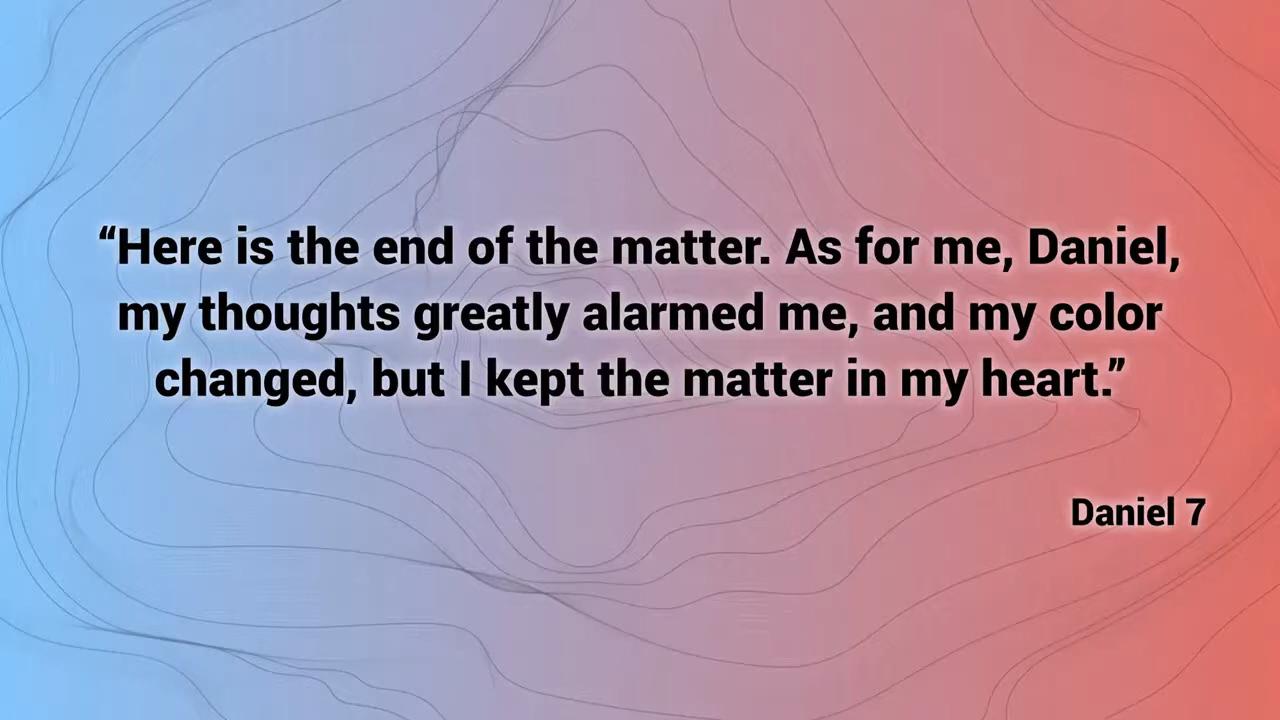 “Here is the end of the matter. As for me, Daniel,
my thoughts greatly alarmed me, and my color
changed, but I kept the matter in my heart.”
Daniel 7